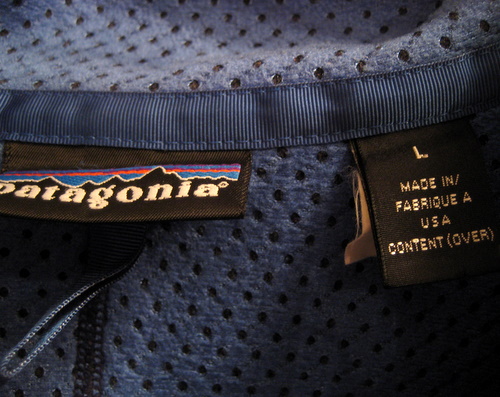 patagonia®
L
MADE IN/
FABRIQUE A
USA
CONTENT (OVER)